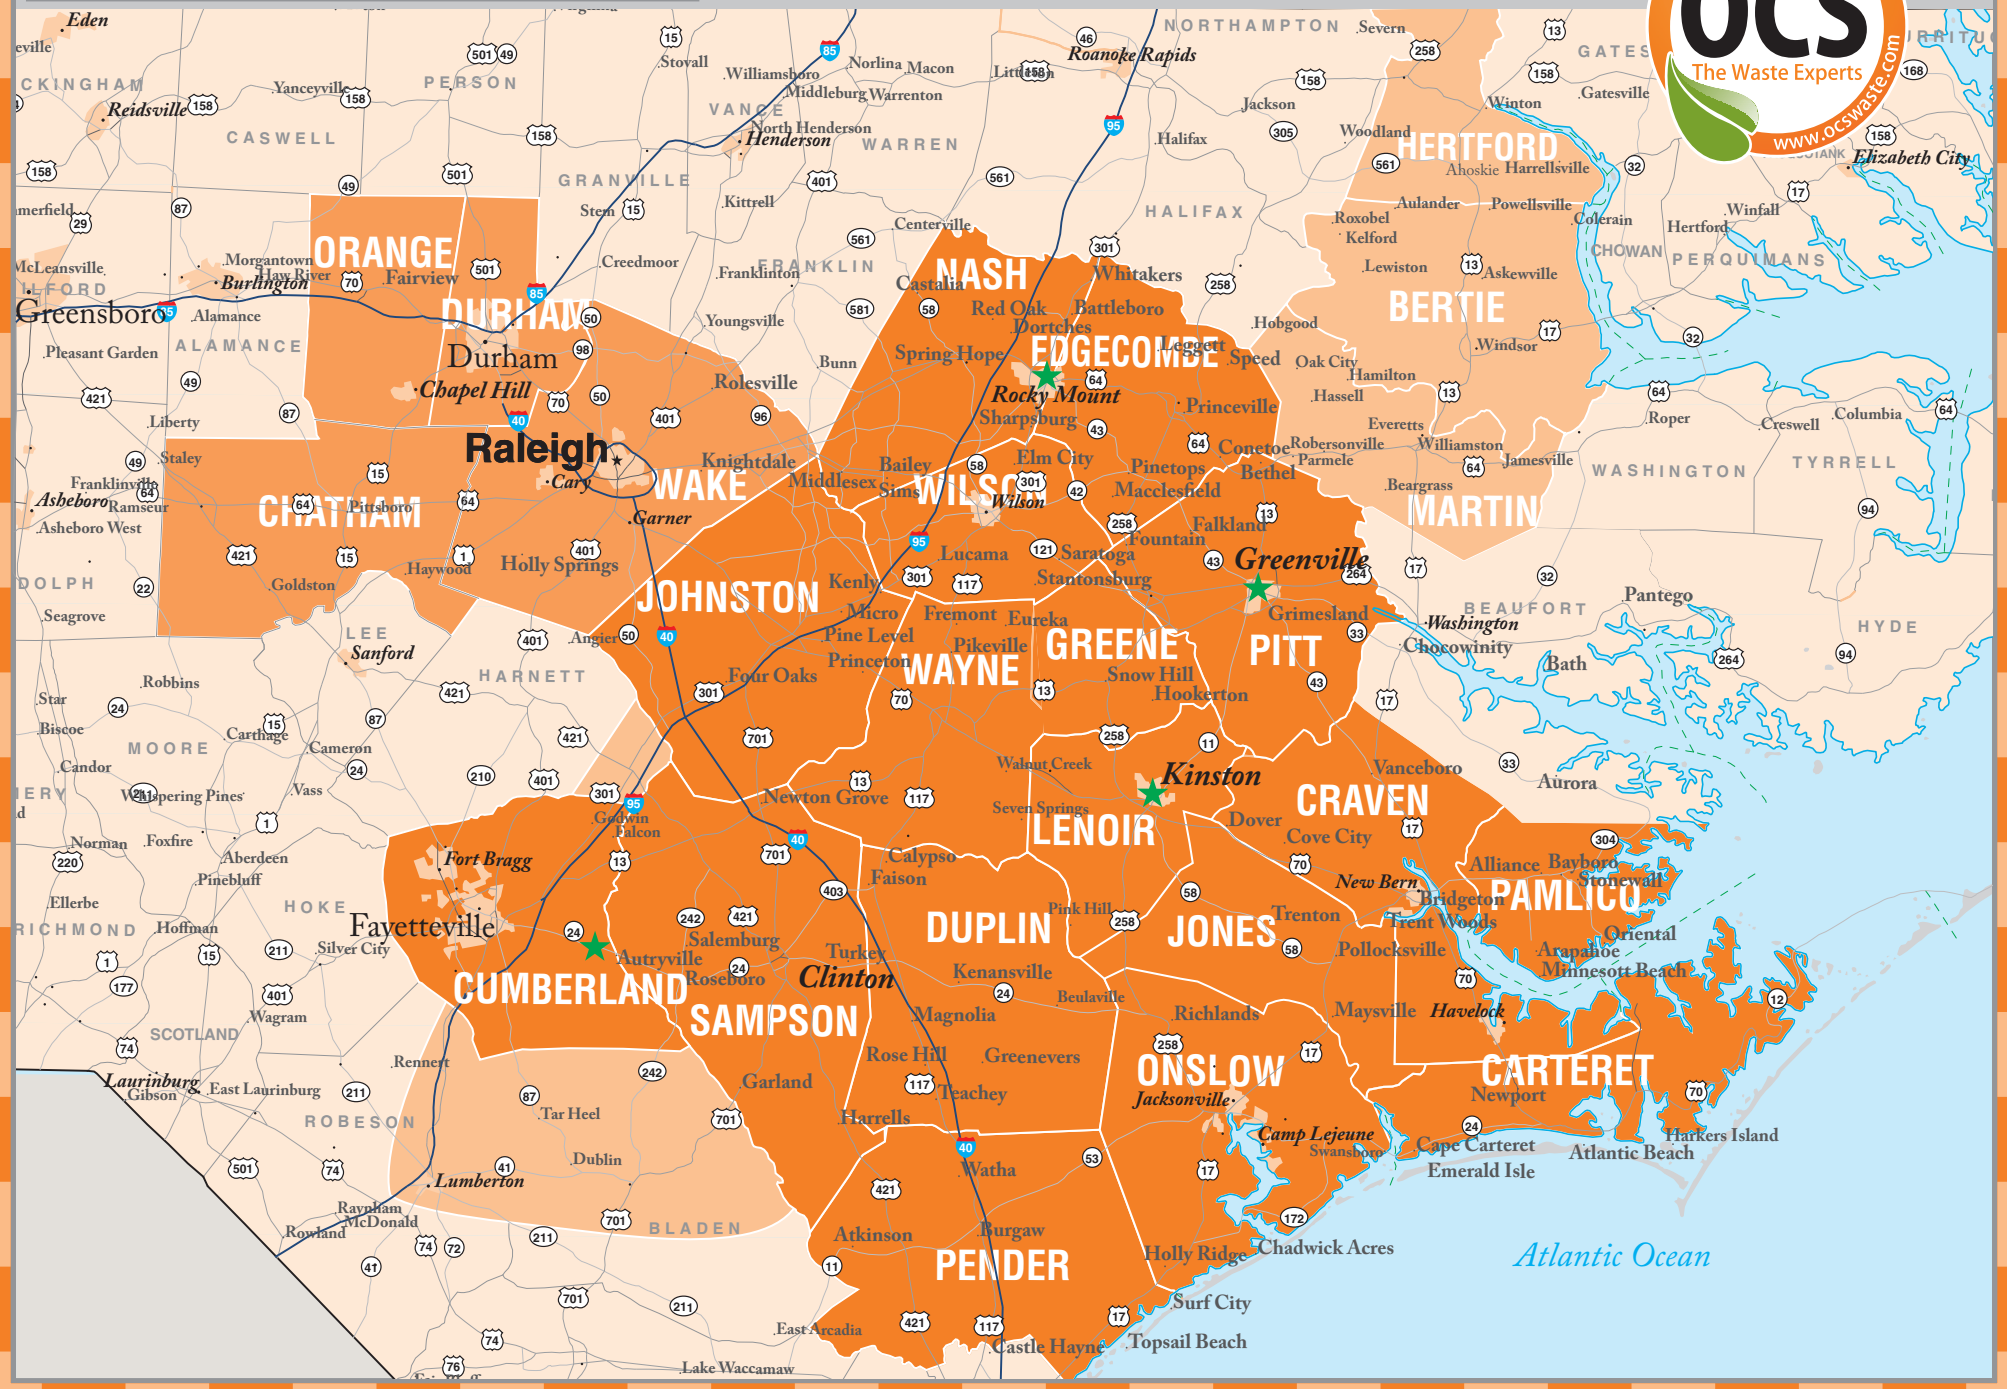 OCS
The Waste Experts
www.ocswaste.com
Eden
NORTHAMPTON
Severn
GATES
Roanoke Rapids
Stovall
Norlina
Macon
Williamsboro
PERSON
Yanceyville
Middleburg
Warrenton
Gatesville
Winton
Jackson
Reidsville
VANCE
North Henderson
Henderson
Woodland
CASWELL
WARREN
Halifax
HERTFORD
Elizabeth City
Ahoskie
Harrellsville
GRANVILLE
Kittrell
Stem
HALIFAX
Aulander
Powellsville
Roxobel
Kelford
Colerain
Winfall
Hertford
Centerville
ORANGE
Morgantown
Haw River
Burlington
Fairview
Creedmoor
FRANKLIN
Franklinton
NASH
Castalia
Whitakers
Lewiston
Askewville
CHOWAN
PERQUIMANS
McLeansville
Greensboro
Alamance
DURHAM
Durham
Red Oak
Battleboro
Dortches
BERTIE
Hobgood
Youngsville
Pleasant Garden
ALAMANCE
Bunn
Spring Hope
EDGECOMBE
Leggett
Speed
Oak City
Windsor
Hamilton
Chapel Hill
Rolesville
Rocky Mount
Sharpsburg
Princeville
Hassell
Liberty
Everetts
Roper
Creswell
Columbia
Staley
Raleigh
Cary
Knightdale
WAKE
Middlesex
Bailey
Sims
Elm City
WILSON
Wilson
Pinetops
Macclesfield
Conetoe
Bethel
Robersonville
Parmele
Williamston
Jamesville
WASHINGTON
TYRRELL
Franklinville
Asheboro
Ramseur
Asheboro West
CHATHAM
Pittsboro
Garner
Beargrass
MARTIN
Falkland
Fountain
Lucama
Saratoga
Stantonsburg
Greenville
Haywood
Holly Springs
Goldston
JOHNSTON
Kenly
Micro
Pine Level
Princeton
Fremont
Eureka
Pikeville
Grimesland
Washington
Chocowinity
BEAUFORT
Pantego
HYDE
Seagrove
LEE
Sanford
Angier
GREENE
PITT
WAYNE
Snow Hill
Hookerton
Bath
HARNETT
Four Oaks
Robbins
Star
Biscoe
MOORE
Carthage
Cameron
Candor
Whispering Pines
Vass
Walnut Creek
Kinston
Vanceboro
Aurora
Newton Grove
Seven Springs
LENOIR
CRAVEN
Dover
Cove City
Godwin
Falcon
Norman
Foxfire
Aberdeen
Pinebluff
Fort Bragg
Calypso
Faison
Alliance
Bayboro
Stonewall
PAMLICO
New Bern
Bridgeton
Trent Woods
Ellerbe
RICHMOND
Hoffman
HOKE
Silver City
Fayetteville
Pink Hill
DUPLIN
JONES
Trenton
Pollocksville
Oriental
Arapahoe
Minnesott Beach
Salemburg
Autryville
Roseboro
Turkey
Clinton
Kenansville
CUMBERLAND
SAMPSON
Beulaville
Magnolia
Richlands
Maysville
Havelock
Wagram
SCOTLAND
Rennert
Rose Hill
Greenevers
ONSLOW
CARTERET
Laurinburg
Gibson
East Laurinburg
Garland
Teachey
Jacksonville
Newport
ROBESON
Tar Heel
Harrells
Camp Lejeune
Swansboro
Cape Carteret
Emerald Isle
Atlantic Beach
Harkers Island
Dublin
Watha
Lumberton
Raynham
McDonald
Rowland
BLADEN
Atkinson
Burgaw
PENDER
Holly Ridge
Chadwick Acres
Atlantic Ocean
Surf City
Topsail Beach
East Arcadia
Castle Hayne
Lake Waccamaw